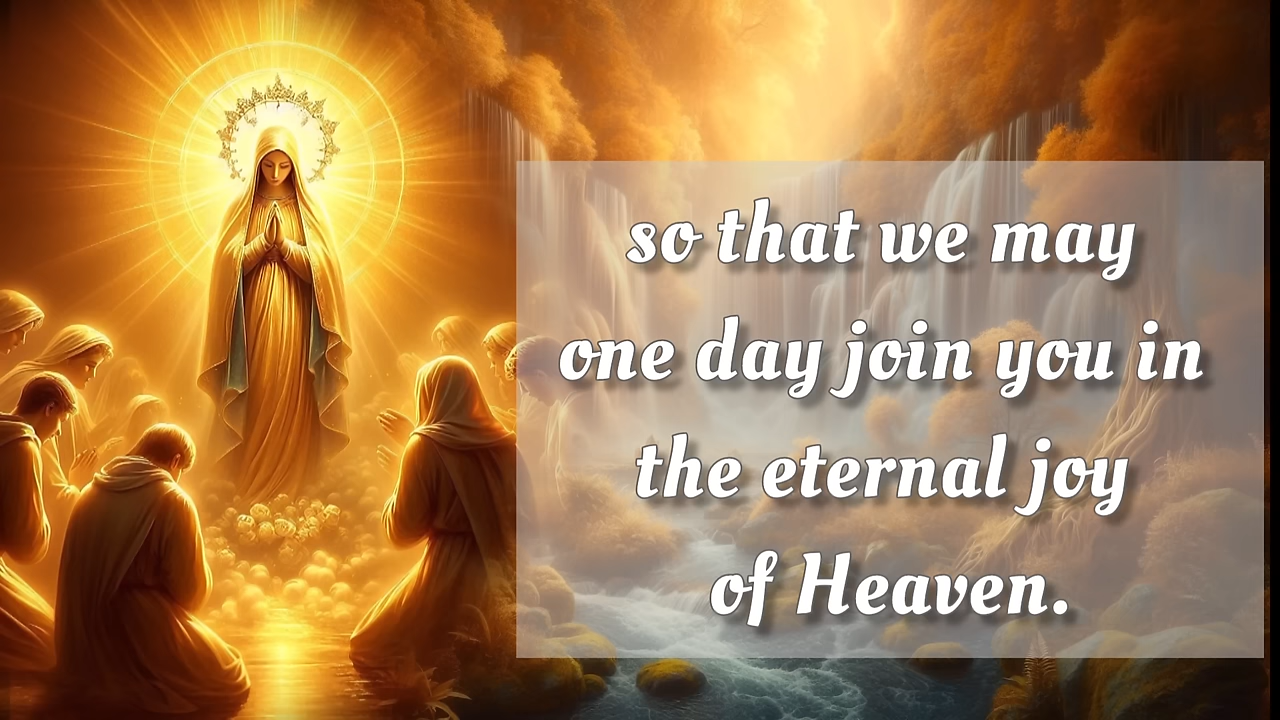 so that we may
one day join you in
the eternal joy
of Heaven.